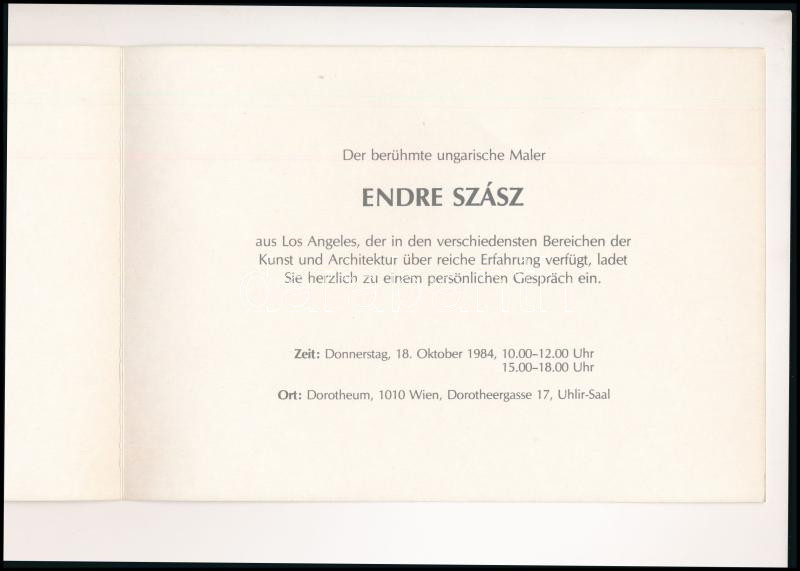 Der berühmte ungarische Maler
ENDRE SZÁSZ
aus Los Angeles, der in den verschiedensten Bereichen der
Kunst und Architektur über reiche Erfahrung verfügt, ladet
Sie herzlich zu einem persönlichen Gespräch ein.
Zeit: Donnerstag, 18. Oktober 1984, 10.00–12.00 Uhr
15.00–18.00 Uhr
Ort: Dorotheum, 1010 Wien, Dorotheergasse 17, Uhlir-Saal